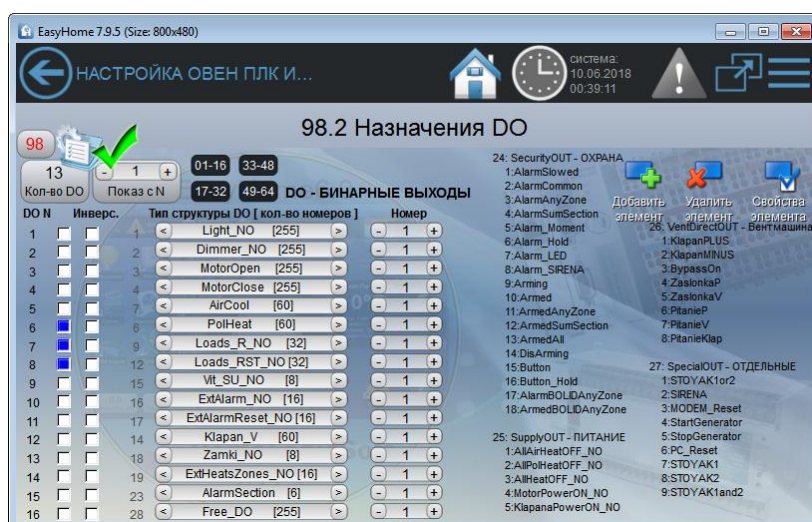 EasyHome 7.9.5 (Size: 800x480)
НАСТРОЙКА ОВЕН ПЛК И...
система:
10.06.2018
00:39:11
98.2 Назначения DO
98
13
Кол-во DO
- 1 +
Показ с N
01-16 33-48
17-32 49-64
DO - БИНАРНЫЕ ВЫХОДЫ
DO N Инверс. Тип структуры DO [ кол-во номеров ] Номер
1 1 < Light_NO [255] > - 1 +
2 2 < Dimmer_NO [255] > - 1 +
3 3 < MotorOpen [255] > - 1 +
4 4 < MotorClose [255] > - 1 +
5 7 < AirCool [60] > - 1 +
6 6 < PolHeat [60] > - 1 +
7 9 < Loads_R_NO [32] > - 1 +
8 12 < Loads_RST_NO [32] > - 1 +
9 15 < Vit_SU_NO [8] > - 1 +
10 16 < ExtAlarm_NO [16] > - 1 +
11 17 < ExtAlarmReset_NO [16] > - 1 +
12 14 < Klapan_V [60] > - 1 +
13 18 < Zamki_NO [8] > - 1 +
14 19 < ExtHeatsZones_NO [16] > - 1 +
15 23 < AlarmSection [6] > - 1 +
16 28 < Free_DO [255] > - 1 +
24: SecurityOUT - ОХРАНА
1:AlarmSlowed
2:AlarmCommon
3:AlarmAnyZone
4:AlarmSumSection
5:Alarm_Moment
6:Alarm_Hold
7:Alarm_LED
8:Alarm_SIRENA
9:Arming
10:Armed
11:ArmedAnyZone
12:ArmedSumSection
13:ArmedAll
14:DisArming
15:Button
16:Button_Hold
17:AlarmBOLIDAnyZone
18:ArmedBOLIDAnyZone
25: SupplyOUT - ПИТАНИЕ
1:AllAirHeatOFF_NO
2:AllPolHeatOFF_NO
3:AllHeatOFF_NO
4:MotorPowerON_NO
5:KlapanaPowerON_NO
Добавить элемент
Удалить элемент
Свойства элемента
26: VentDirectOUT - Вентмашина
1:KlapanPLUS
2:KlapanMINUS
3:BypassOn
4:ZaslonkaP
5:ZaslonkaV
6:PitanieP
7:PitanieV
8:PitanieKlap
27: SpecialOUT - ОТДЕЛЬНЫЕ
1:STOYAK1or2
2:SIRENA
3:MODEM_Reset
4:StartGenerator
5:StopGenerator
6:PC_Reset
7:STOYAK1
8:STOYAK2
9:STOYAK1and2